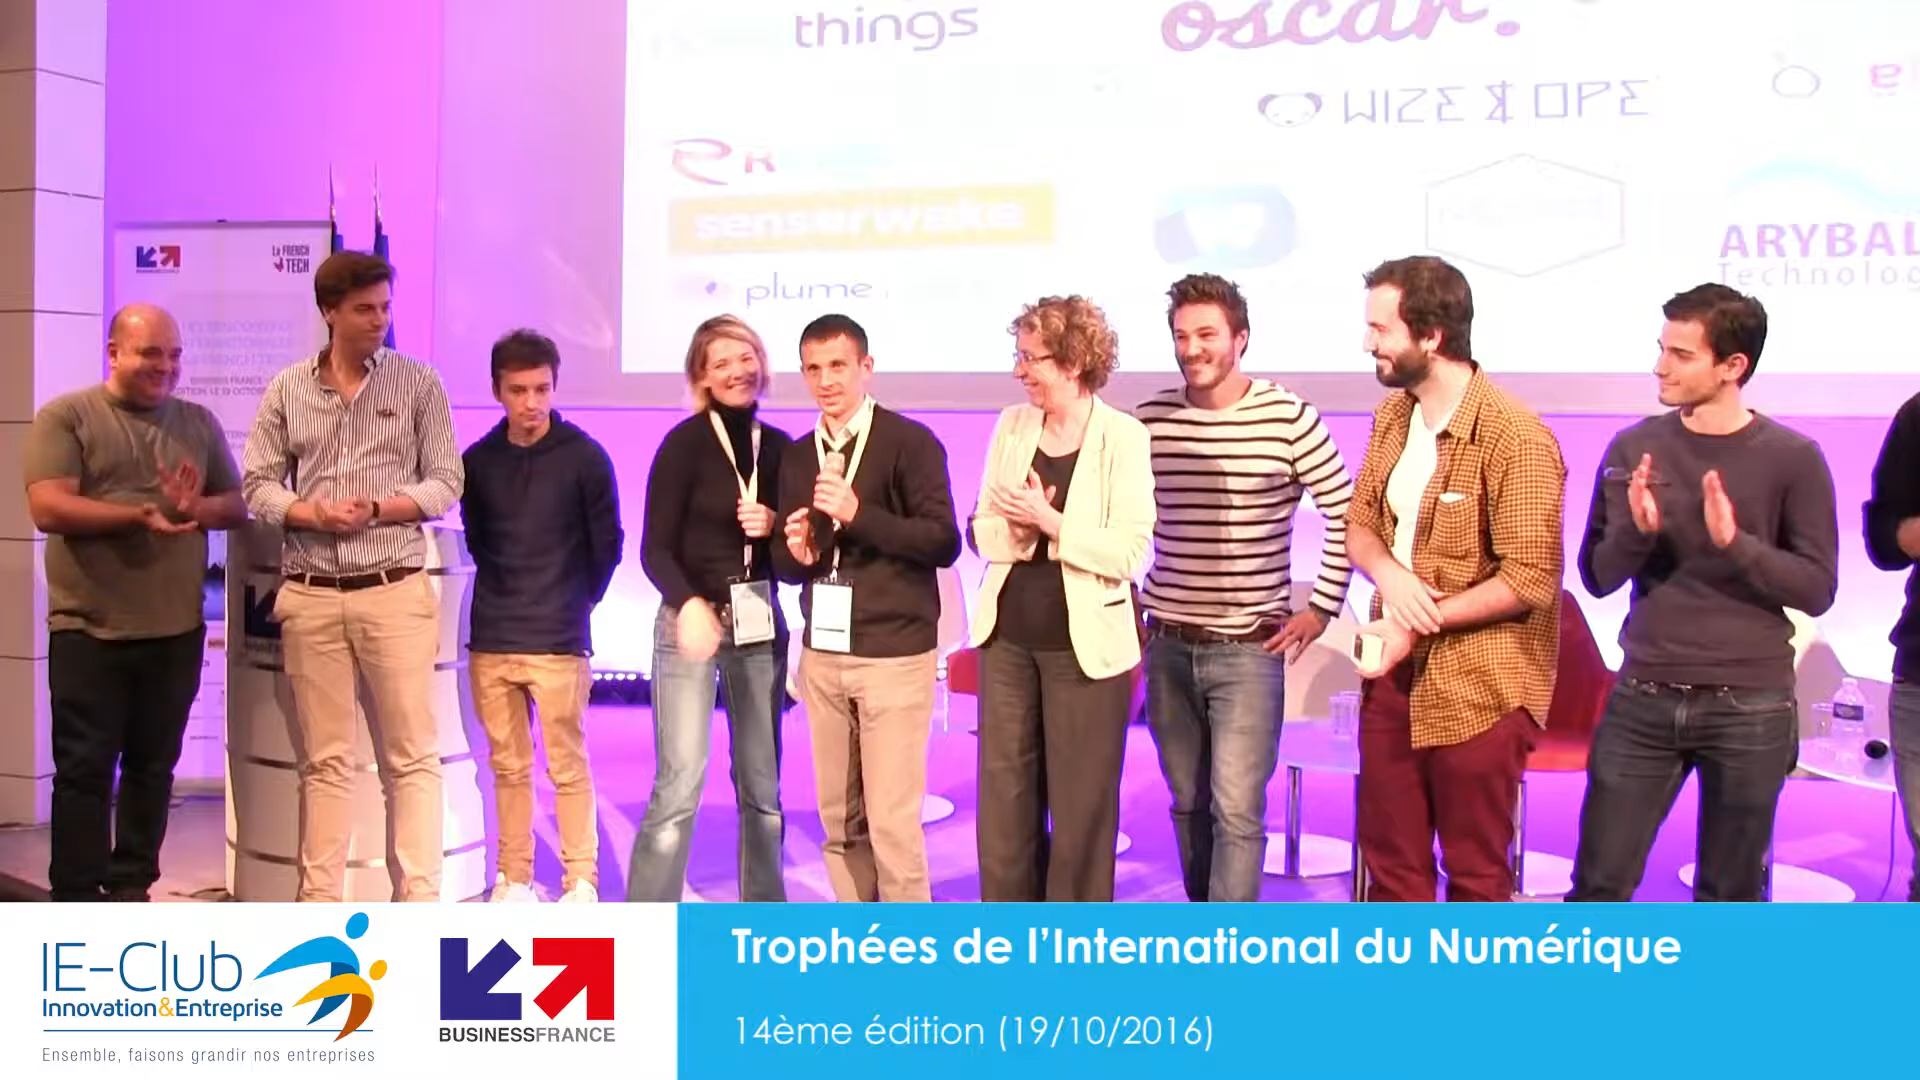 things
oscar.
WIZE & OPE
R
sensorwake
plume
ARYBAL
Technolog
La FRENCH
TECH
IE-Club
Innovation&Entreprise
Ensemble, faisons grandir nos entreprises
BUSINESSFRANCE
Trophées de l'International du Numérique
14ème édition (19/10/2016)